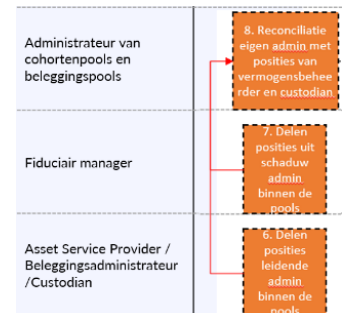 Administrateur van
cohortenpools en
beleggingspools
8. Reconciliatie
eigen admin met
posities van
vermogensbehee
rder en custodian
Fiduciair manager
7. Delen
posities uit
schaduw
admin
binnen de
pools
Asset Service Provider /
Beleggingsadministrateur
/Custodian
6. Delen
posities
leidende
admin
binnen de
pools